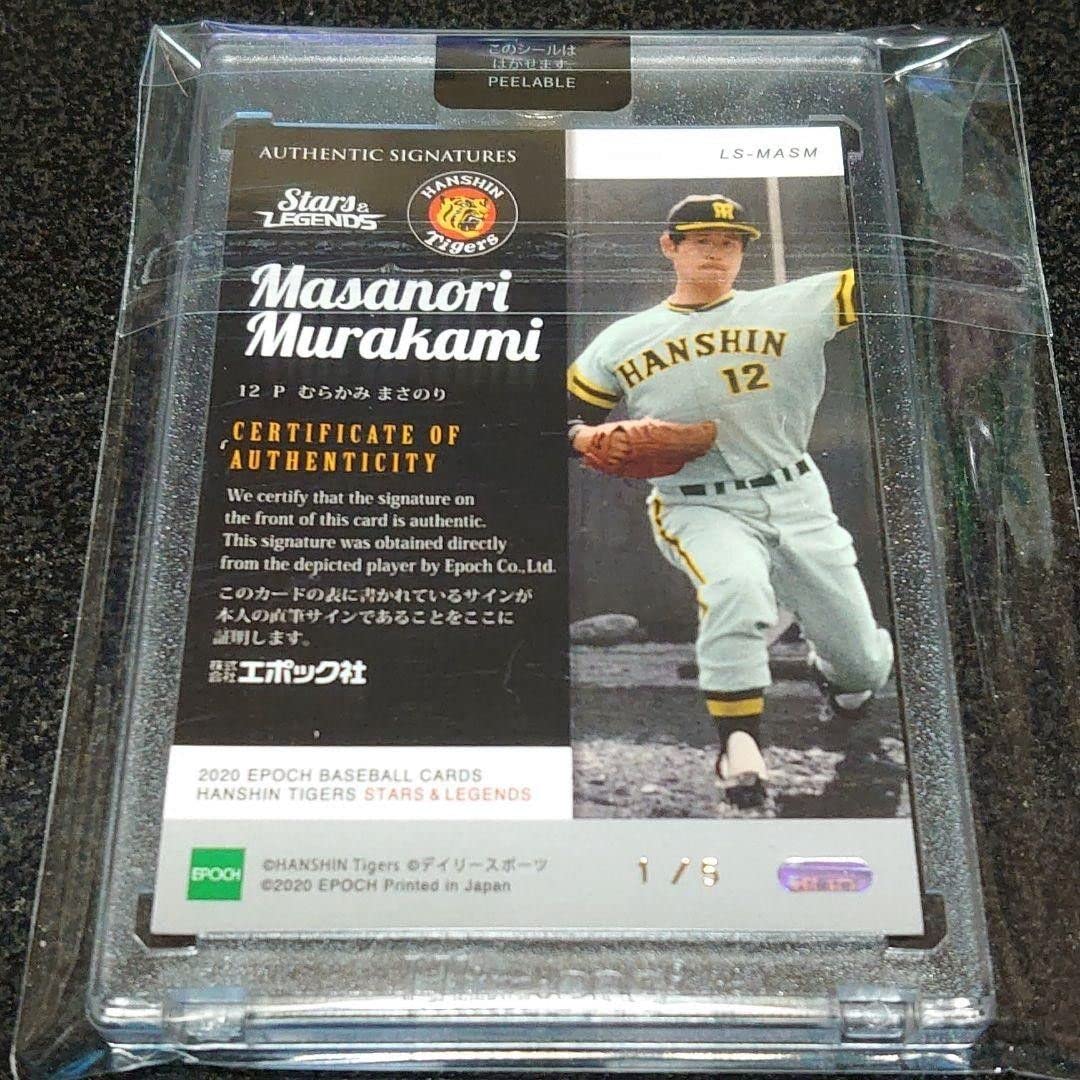 このシールは
はがせます。
PEELABLE
AUTHENTIC SIGNATURES
LS-MASM
Stars &
LEGENDS
HANSHIN
Tigers
Masanori
Murakami
HANSHIN
12
12 P むらかみ まさのり
CERTIFICATE OF
AUTHENTICITY
We certify that the signature on
the front of this card is authentic.
This signature was obtained directly
from the depicted player by Epoch Co.,Ltd.
このカードの表に書かれているサインが
本人の直筆サインであることをここに
証明します。
株式会社エポック社
2020 EPOCH BASEBALL CARDS
HANSHIN TIGERS STARS & LEGENDS
EPOCH
©HANSHIN Tigers ©デイリースポーツ
©2020 EPOCH Printed in Japan
1 /